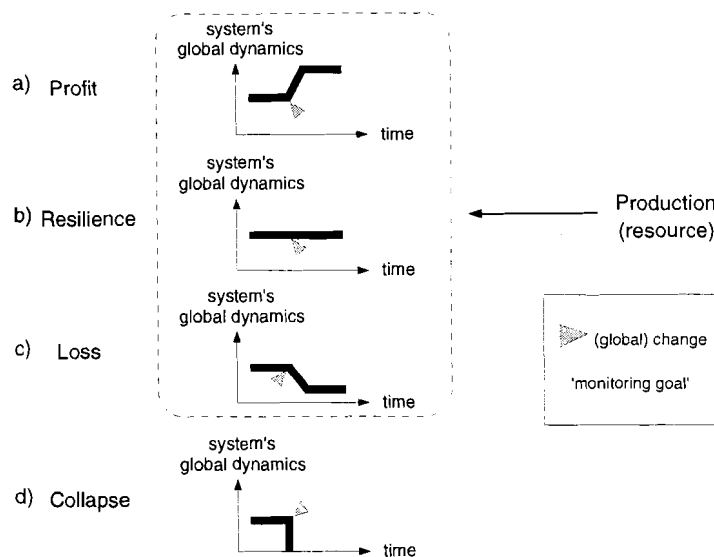 system's
global dynamics
a) Profit
time
system's
global dynamics
b) Resilience
time
Production
(resource)
system's
global dynamics
c) Loss
time
(global) change
'monitoring goal'
system's
global dynamics
d) Collapse
time